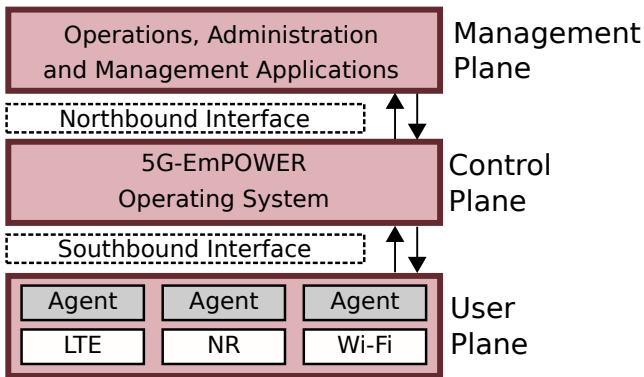 Operations, Administration
and Management Applications
Management
Plane
Northbound Interface
5G-EmPOWER
Operating System
Control
Plane
Southbound Interface
Agent Agent Agent
LTE NR Wi-Fi
User
Plane